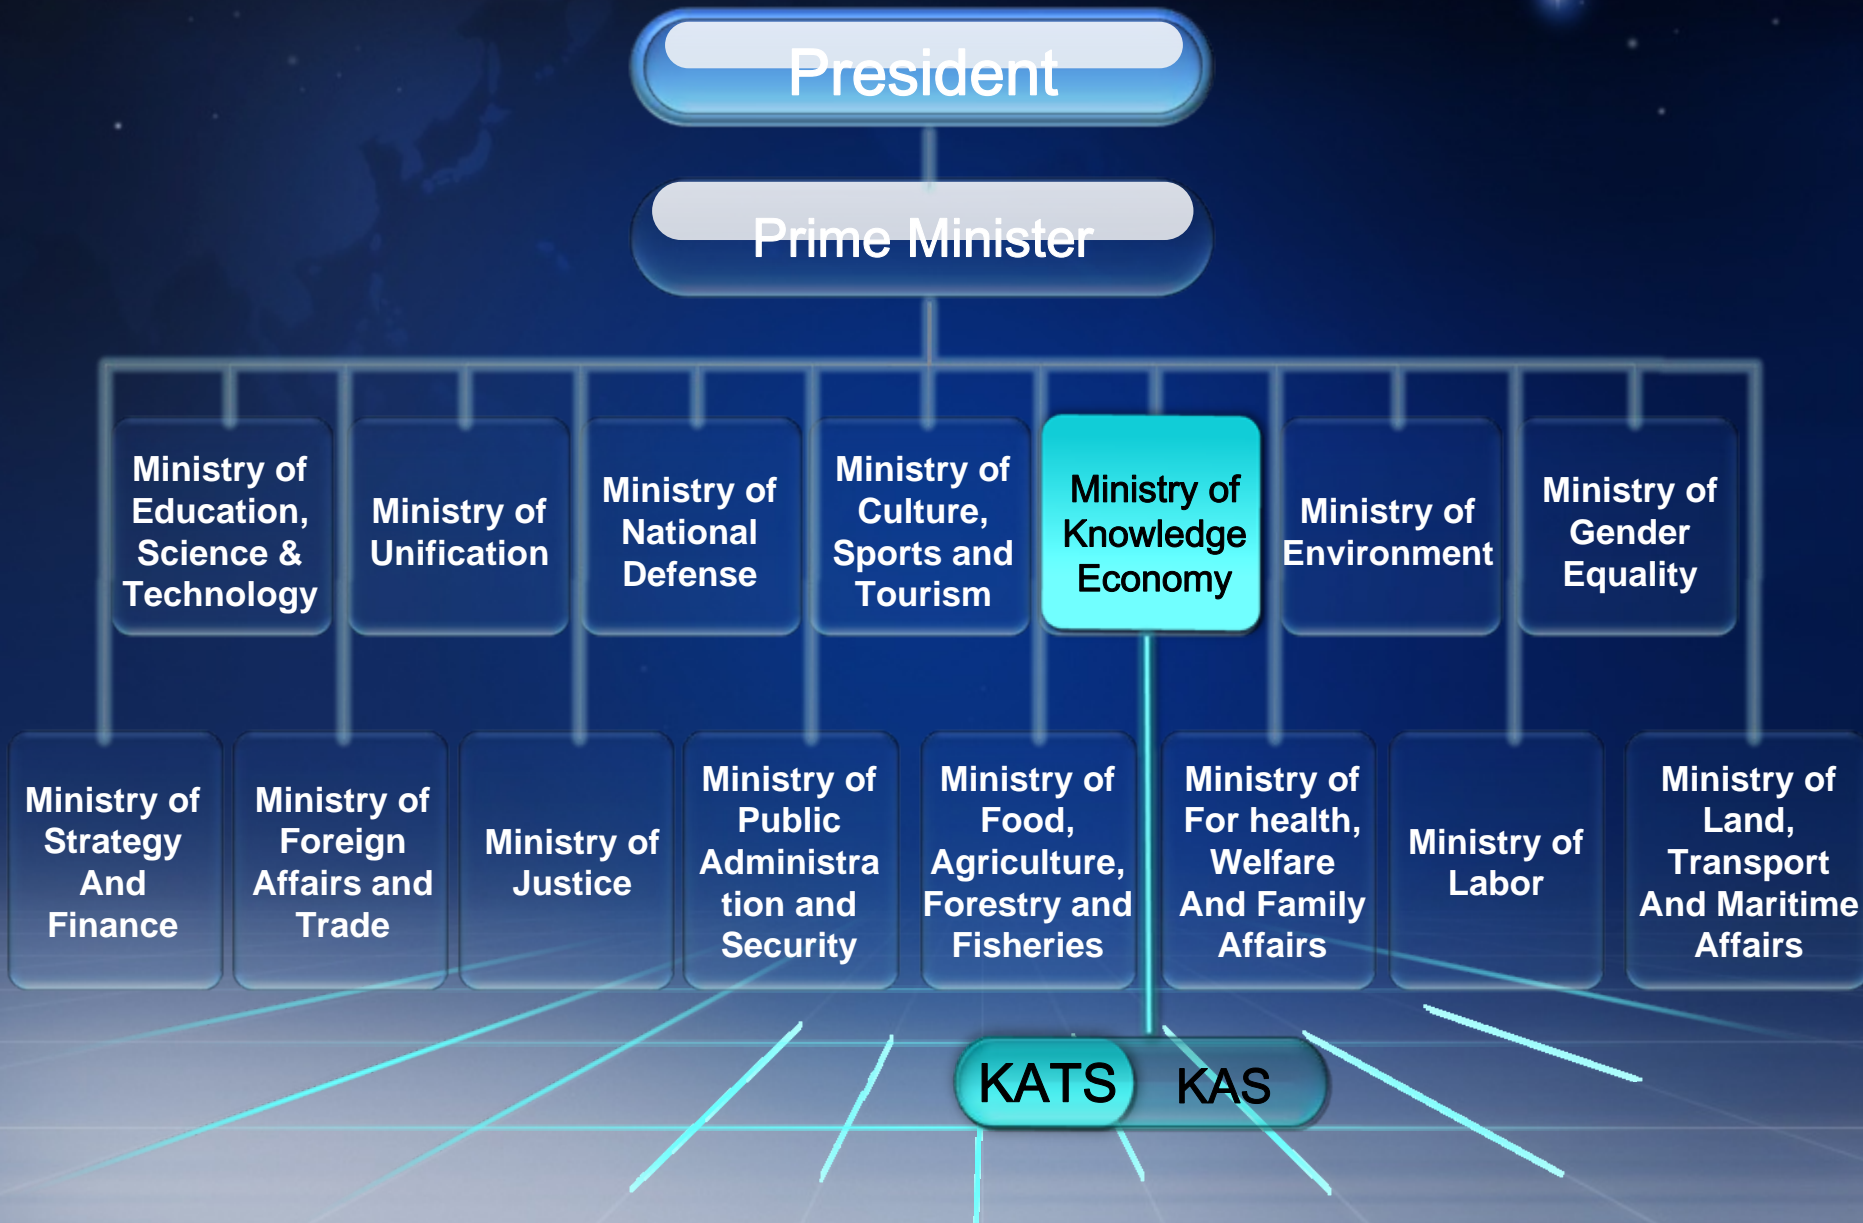 President
Prime Minister
Ministry of
Education,
Science &
Technology
Ministry of
Unification
Ministry of
National
Defense
Ministry of
Culture,
Sports and
Tourism
Ministry of
Knowledge
Economy
Ministry of
Environment
Ministry of
Gender
Equality
Ministry of
Strategy
And
Finance
Ministry of
Foreign
Affairs and
Trade
Ministry of
Justice
Ministry of
Public
Administra
tion and
Security
Ministry of
Food,
Agriculture,
Forestry and
Fisheries
Ministry of
For health,
Welfare
And Family
Affairs
Ministry of
Labor
Ministry of
Land,
Transport
And Maritime
Affairs
KATS
KAS